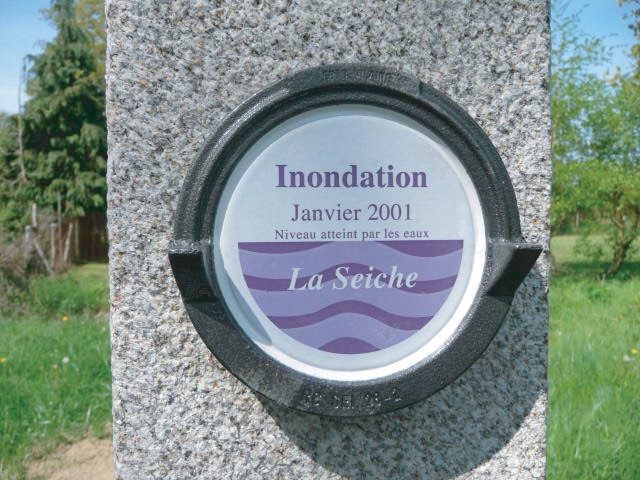 Inondation
Janvier 2001
Niveau atteint par les eaux
La Seiche